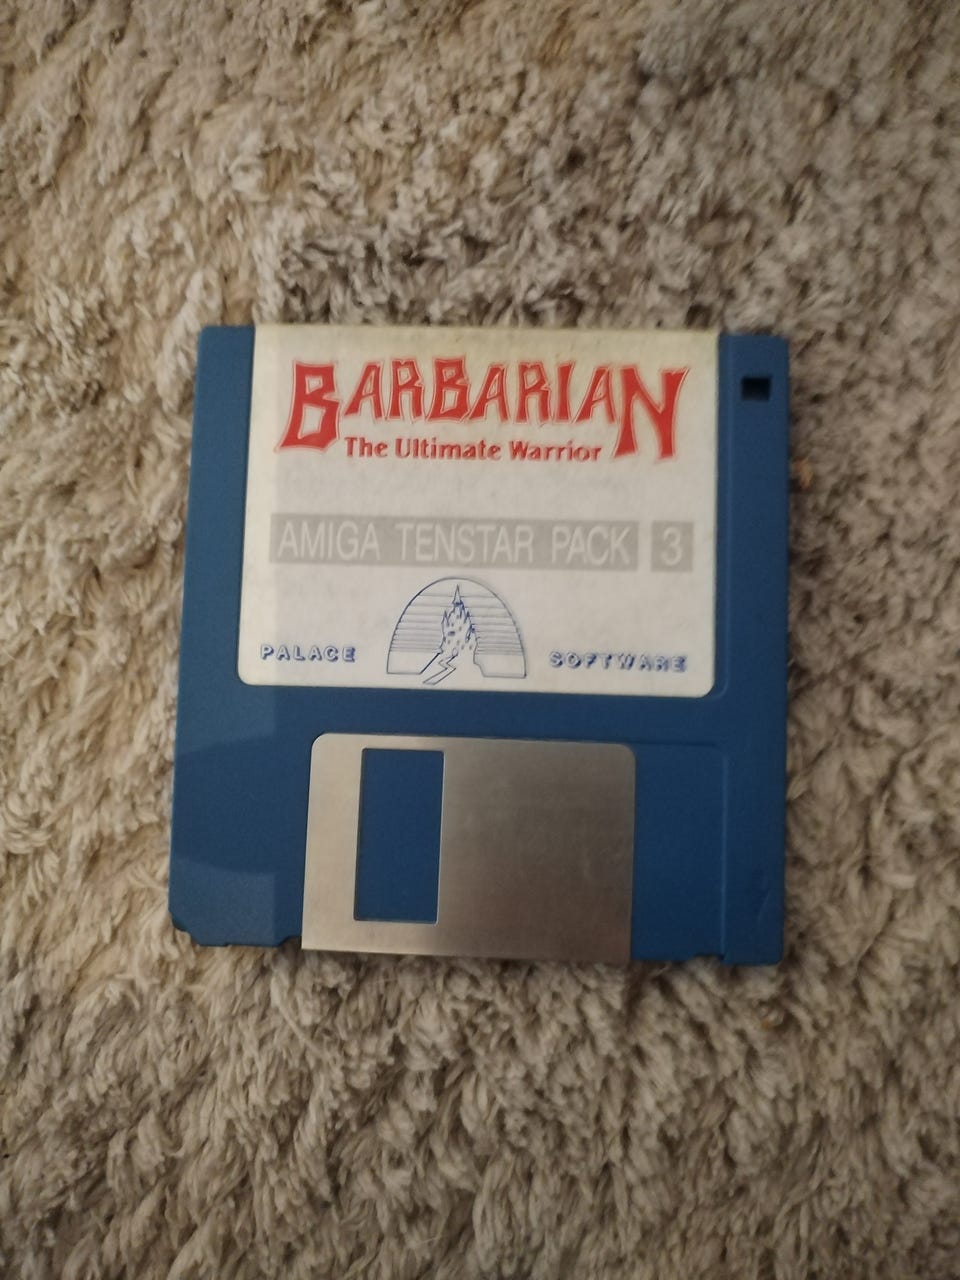 BARBARIAN
The Ultimate Warrior
AMIGA TENSTAR PACK 3
PALACE SOFTWARE